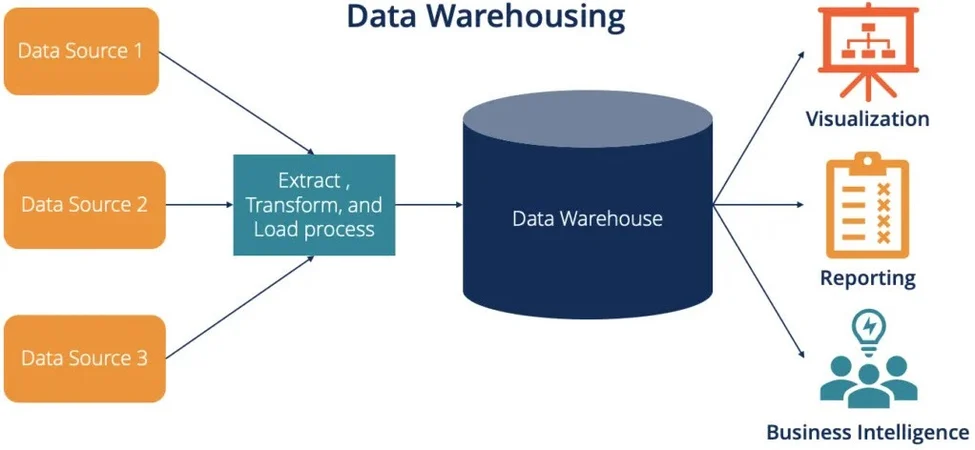 Data Warehousing
Data Source 1
Data Source 2
Data Source 3
Extract ,
Transform, and
Load process
Data Warehouse
Visualization
Reporting
Business Intelligence